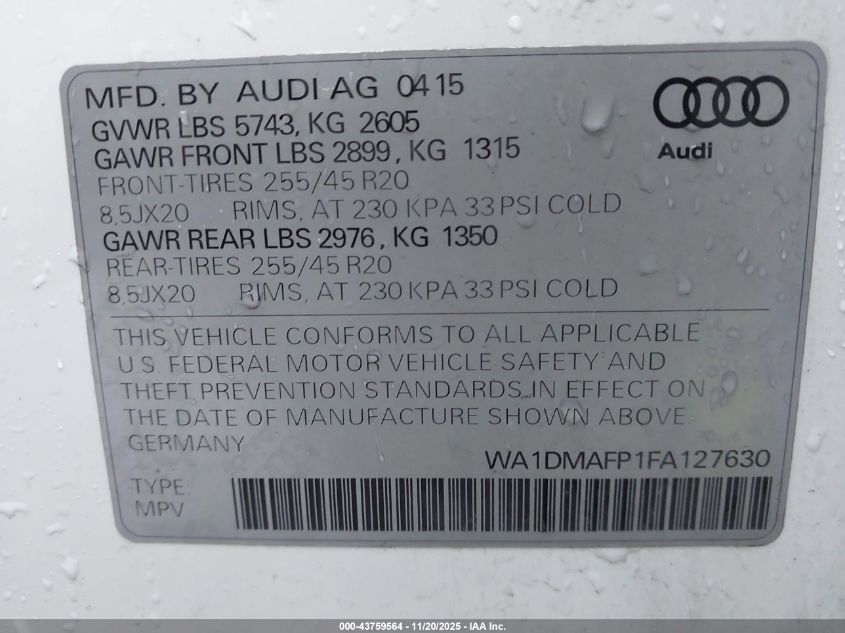 MFD. BY AUDI AG 04 15
GVWR LBS 5743, KG 2605
GAWR FRONT LBS 2899, KG 1315
FRONT-TIRES 255/45 R20
8,5JX20 RIMS, AT 230 KPA 33 PSI COLD
GAWR REAR LBS 2976, KG 1350
REAR-TIRES 255/45 R20
8,5JX20 RIMS, AT 230 KPA 33 PSI COLD
Audi
THIS VEHICLE CONFORMS TO ALL APPLICABLE
U.S. FEDERAL MOTOR VEHICLE SAFETY AND
THEFT PREVENTION STANDARDS IN EFFECT ON
THE DATE OF MANUFACTURE SHOWN ABOVE.
GERMANY
WA1DMAFP1FA127630
TYPE:
MPV
000-43759564 - 11/20/2025 - IAA Inc.